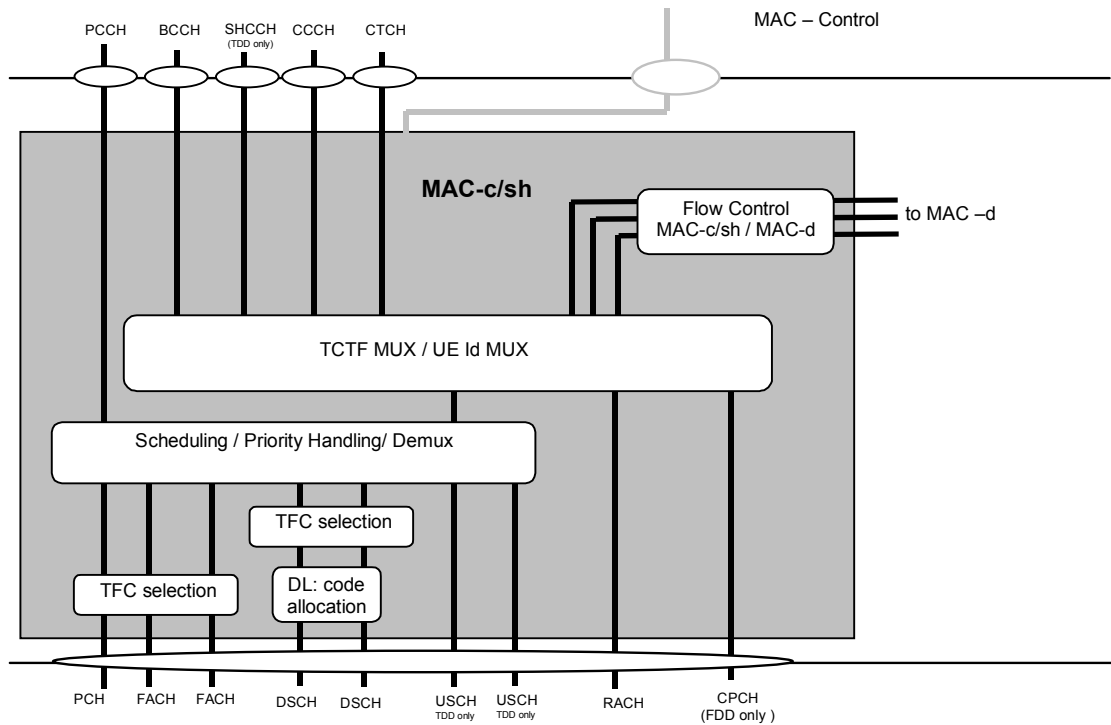 MAC – Control
PCCH BCCH SHCCH CCCH CTCH
(TDD only)
MAC-c/sh
Flow Control
MAC-c/sh / MAC-d
to MAC –d
TCTF MUX / UE Id MUX
Scheduling / Priority Handling/ Demux
TFC selection
TFC selection
DL: code
allocation
PCH FACH FACH DSCH DSCH USCH USCH RACH CPCH
TDD only TDD only (FDD only )